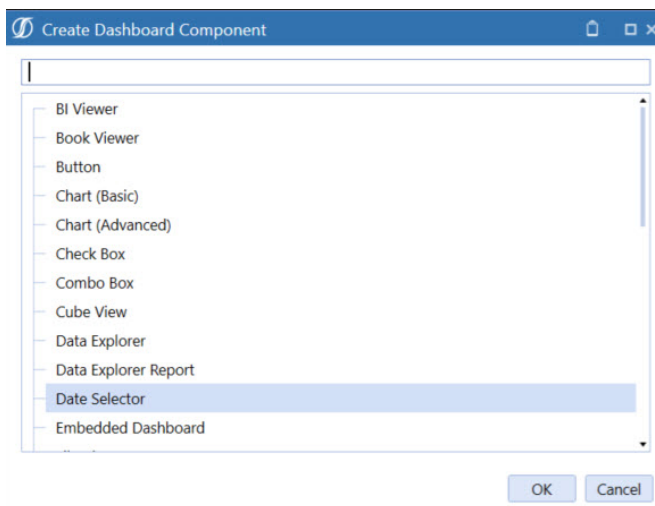 Create Dashboard Component
BI Viewer
Book Viewer
Button
Chart (Basic)
Chart (Advanced)
Check Box
Combo Box
Cube View
Data Explorer
Data Explorer Report
Date Selector
Embedded Dashboard
OK Cancel